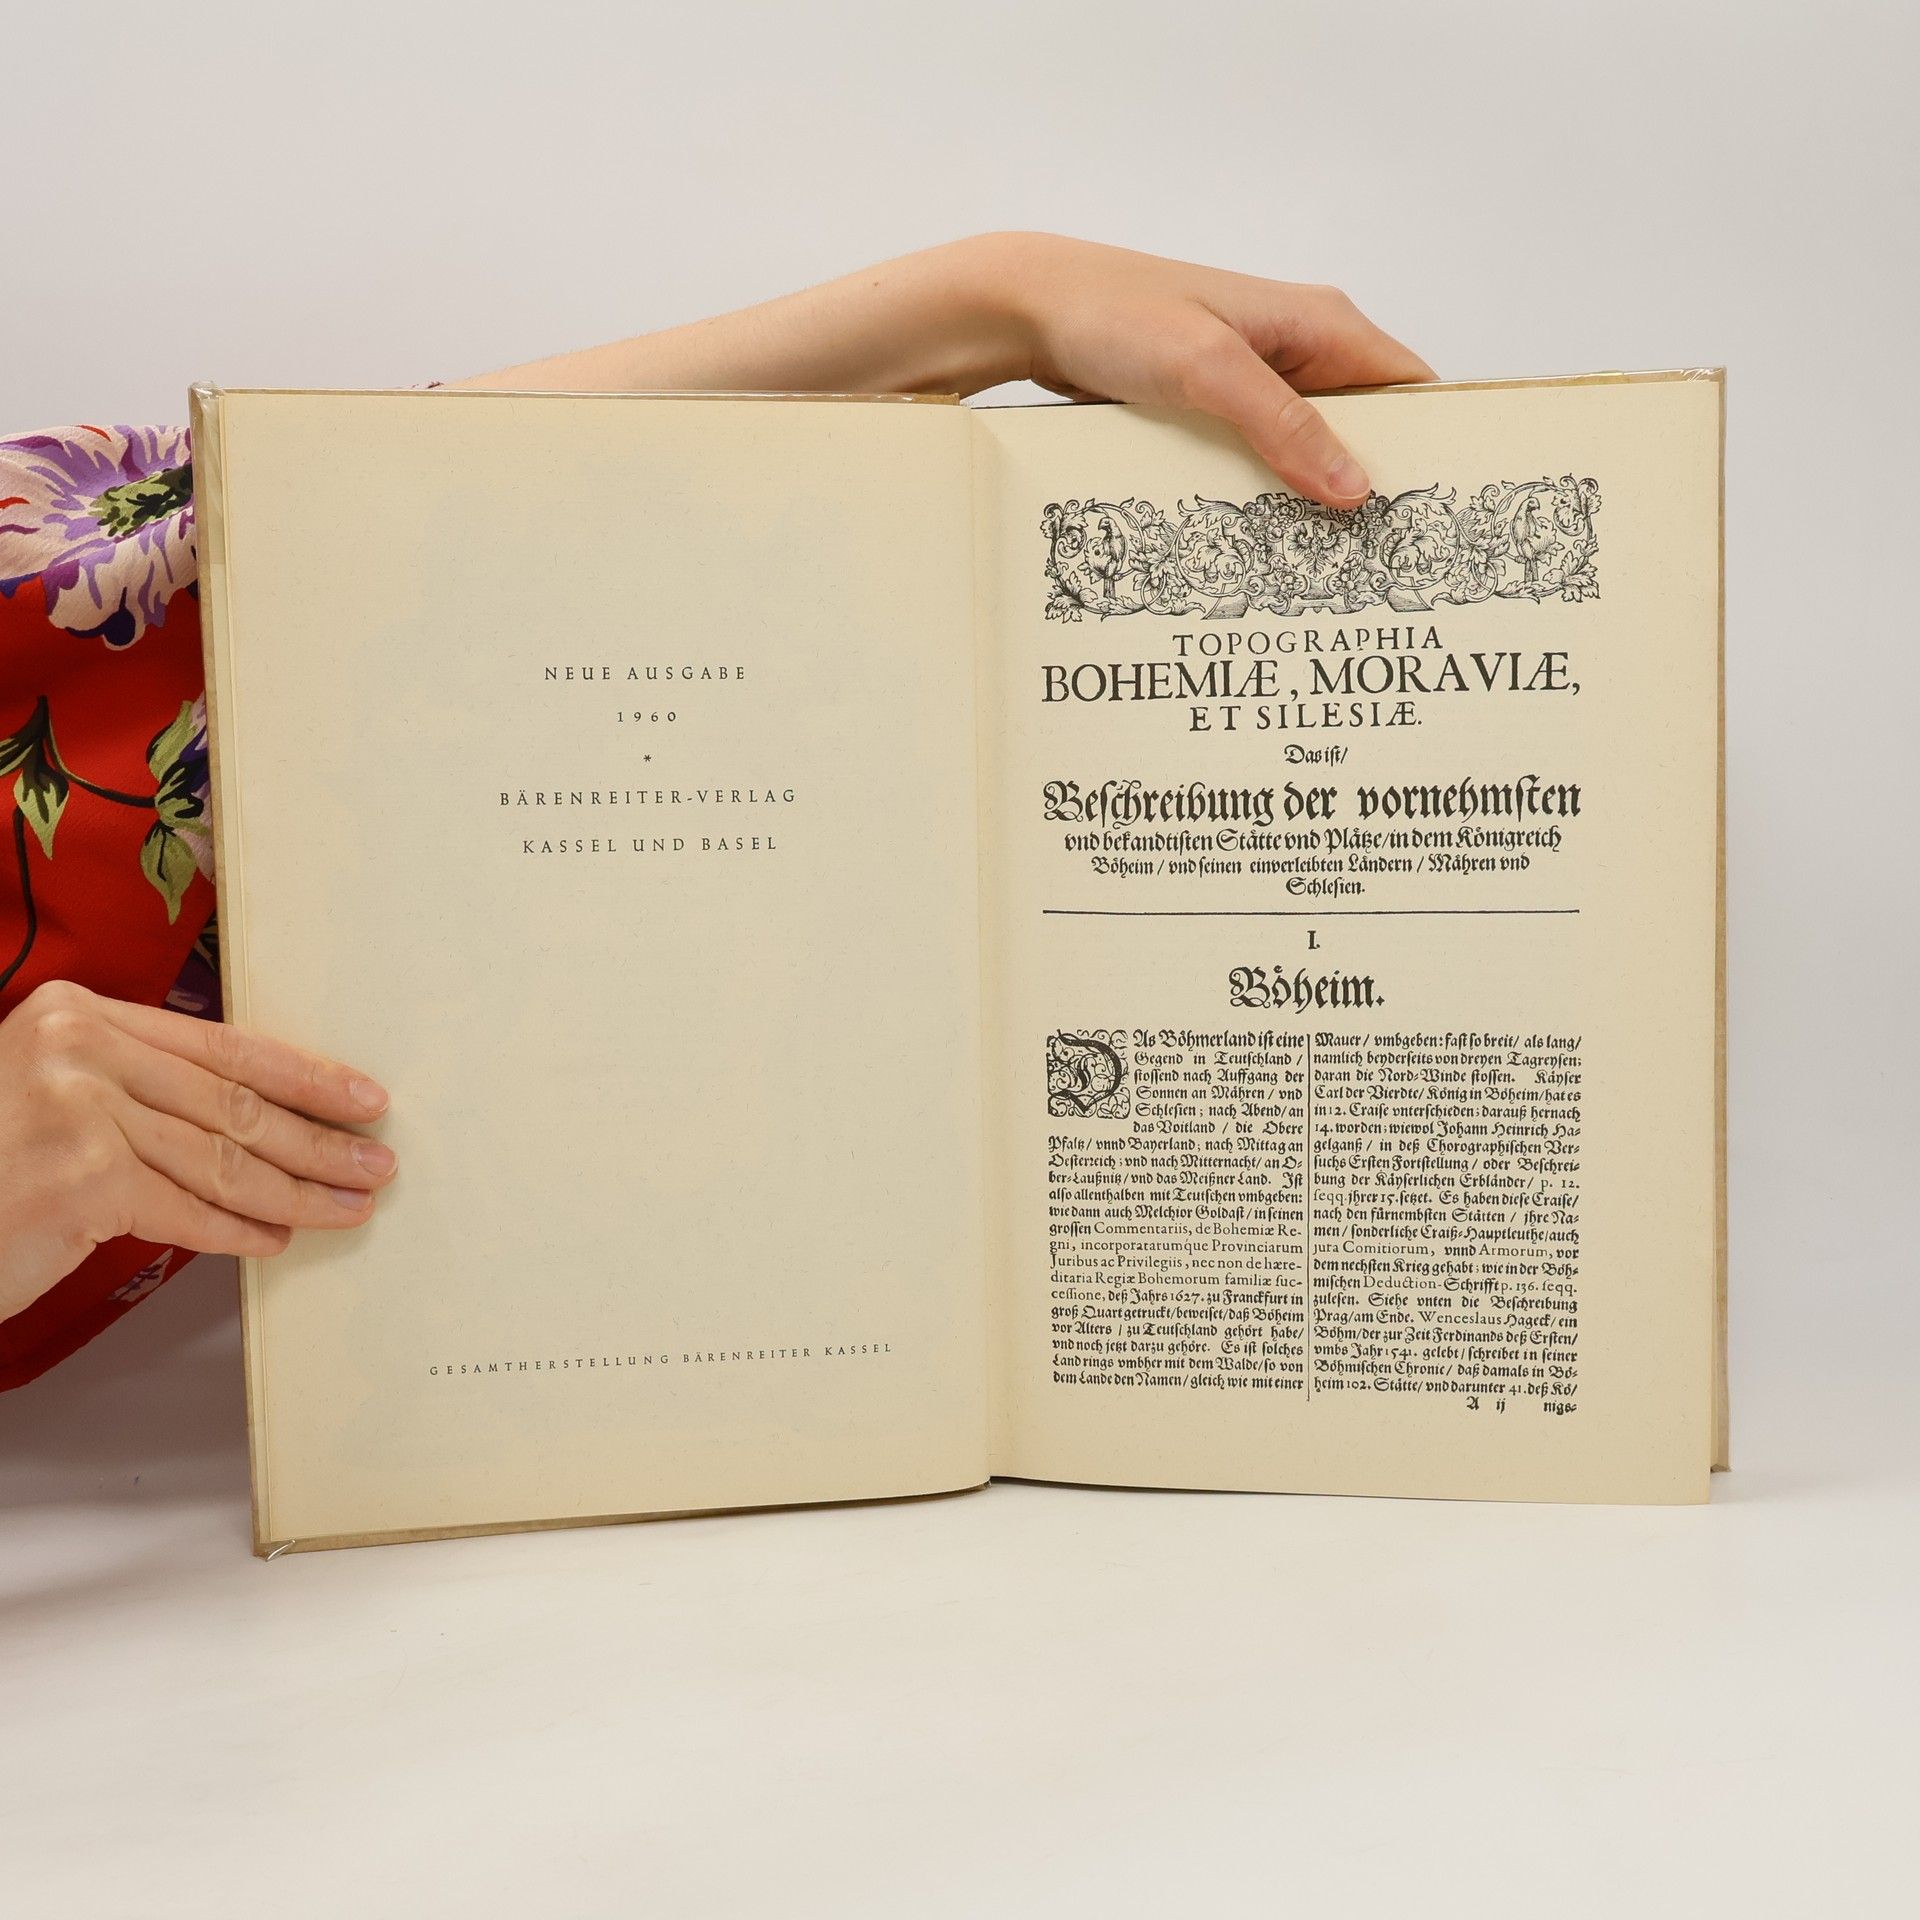 NEUE AUSGABE
1960
*
BÄRENREITER-VERLAG
KASSEL UND BASEL
GESAMTHERSTELLUNG BÄRENREITER KASSEL
TOPOGRAPHIA
BOHEMIÆ, MORAVIÆ,
ET SILESIÆ.
Das ist/
Beschreibung der vornehmsten
vnd bekandtisten Stätte vnd Plätze/ in dem Königreich
Böheim/ vnd seinen einverleibten Ländern/ Mähren vnd
Schlesien.
I.
Böheim.
DAs Böhmerland ist eine
Gegend in Teutschland/
stossend nach Auffgang der
Sonnen an Mähren/ vnd
Schlesien; nach Abend/ an
das Voitland/ die Obere
Pfaltz/ vnnd Bayerland; nach Mittag an
Oesterreich; vnd nach Mitternacht/ an O-
ber-Laußnitz/ vnd das Meißner Land. Ist
also allenthalben mit Teutschen vmbgeben:
wie dann auch Melchior Goldast/ in seinen
grossen Commentariis, de Bohemiæ Re-
gni, incorporatarumque Provinciarum
Juribus ac Privilegiis, nec non de hære-
ditaria Regiæ Bohemorum familiæ suc-
cessione, deß Jahrs 1627. zu Franckfurt in
groß Quart getruckt/ beweiset/ daß Böheim
vor Alters/ zu Teutschland gehört habe/
vnd noch jetzt darzu gehöre. Es ist solches
Land rings vmbher mit dem Walde/ so von
dem Lande den Namen/ gleich wie mit einer
Mauer/ vmbgeben: fast so breit/ als lang/
namlich beyderseits von dreyen Tagreysen;
daran die Nord-Winde stossen. Käyser
Carl der Vierdte/ König in Böheim/ hat es
in 12. Craise vnterschieden; darauß hernach
14. worden; wiewol Johann Heinrich Ha-
gelganß/ in deß Chorographischen Ver-
suchs Ersten Fortstellung/ oder Beschrei-
bung der Käyserlichen Erbländer/ p. 12.
seqq. jhrer 15. setzet. Es haben diese Craise/
nach den fürnembsten Stätten/ jhre Na-
men/ sonderliche Craiß-Hauptleuthe/ auch
jura Comitiorum, vnnd Armorum, vor
dem nechsten Krieg gehabt; wie in der Böh-
mischen Deduction-Schrifft p. 136. seqq.
zulesen. Siehe vnten die Beschreibung
Prag/ am Ende. Wenceslaus Hageck/ ein
Böhm/ der zur Zeit Ferdinands deß Ersten/
vmbs Jahr 1541. gelebt/ schreibet in seiner
Böhmischen Chronic/ daß damals in Bö-
heim 102. Stätte/ vnd darunter 41. deß Kö/
A ij nigs-